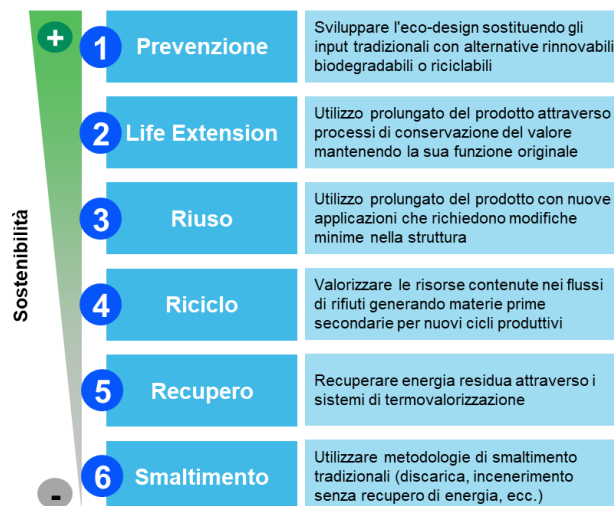 Sostenibilità
+
1
Prevenzione
Sviluppare l'eco-design sostituendo gli
input tradizionali con alternative rinnovabili
biodegradabili o riciclabili
2
Life Extension
Utilizzo prolungato del prodotto attraverso
processi di conservazione del valore
mantenendo la sua funzione originale
3
Riuso
Utilizzo prolungato del prodotto con nuove
applicazioni che richiedono modifiche
minime nella struttura
4
Riciclo
Valorizzare le risorse contenute nei flussi
di rifiuti generando materie prime
secondarie per nuovi cicli produttivi
5
Recupero
Recuperare energia residua attraverso i
sistemi di termovalorizzazione
6
Smaltimento
Utilizzare metodologie di smaltimento
tradizionali (discarica, incenerimento
senza recupero di energia, ecc.)
-